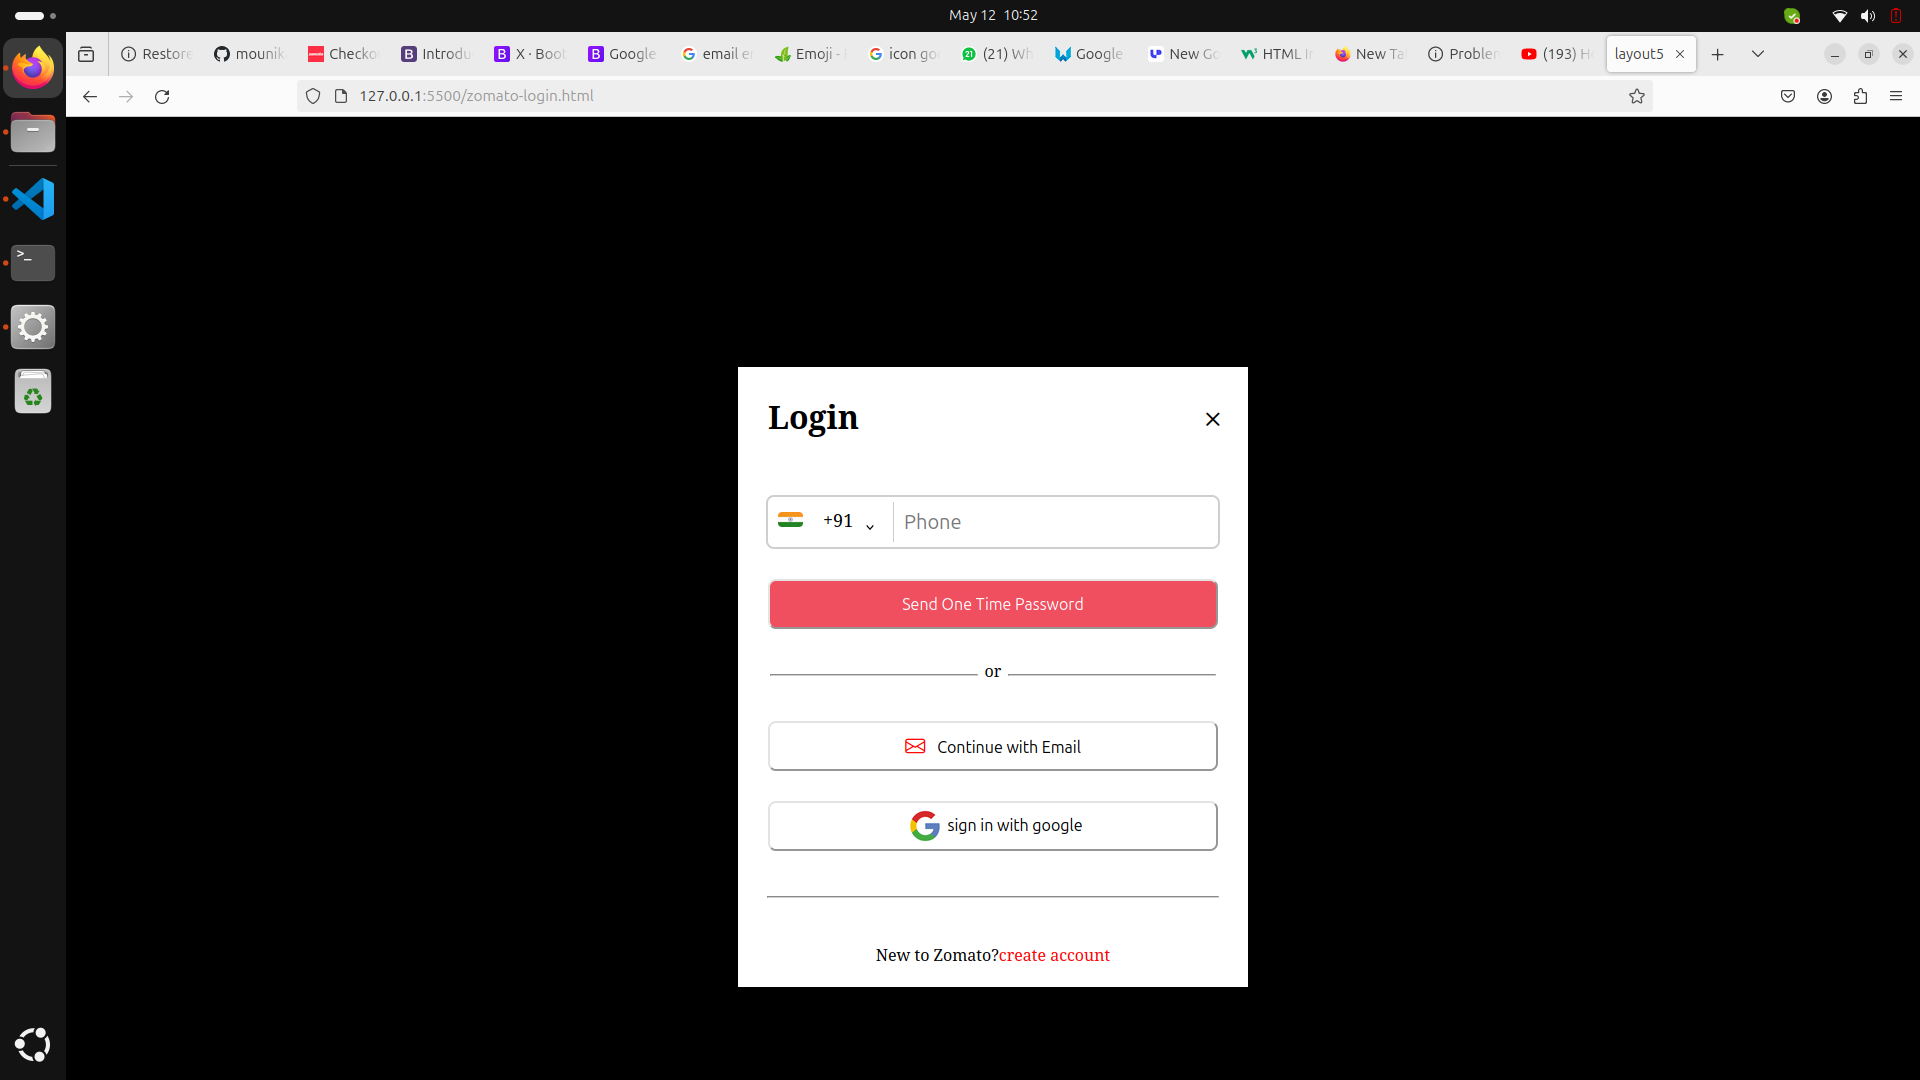 May 12 10:52
Restore
mounik
Checko
Introdu
X · Boot
Google
email e
Emoji -
icon go
(21) Wh
Google
New Go
HTML I
New Ta
Problem
(193) H
layout5
127.0.0.1:5500/zomato-login.html
Login
+91
Phone
Send One Time Password
or
Continue with Email
sign in with google
New to Zomato?create account